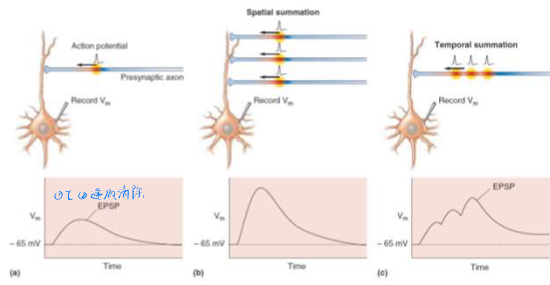 Spatial summation
Action potential
Presynaptic axon
Record Vm
Record Vm
Temporal summation
Record Vm
EPSP
Vm
– 65 mV
Time
(a)
Vm
– 65 mV
Time
(b)
EPSP
Vm
– 65 mV
Time
(c)